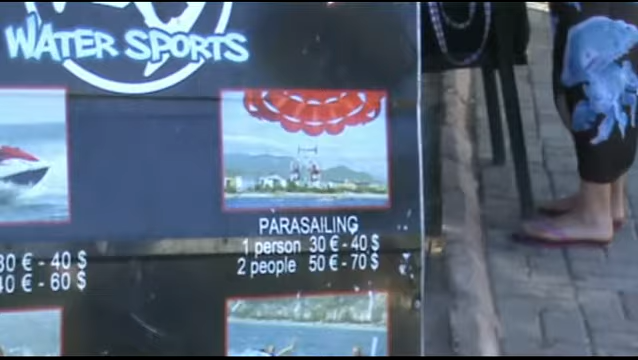 WATER SPORTS
PARASAILING
1 person 30 € - 40 $
2 people 50 € - 70 $
30 € - 40 $
40 € - 60 $